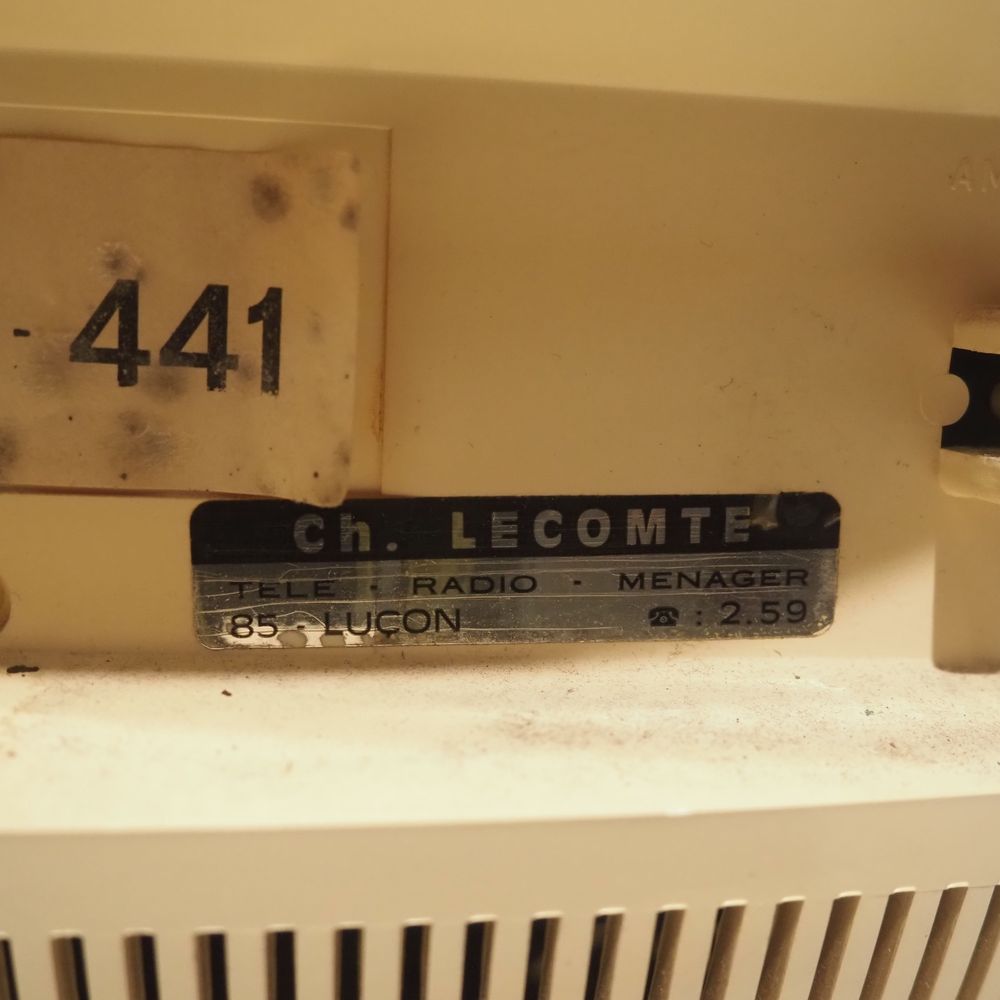 - 441
Ch. LECOMTE
TELE - RADIO - MENAGER
85 - LUÇON ☎ : 2.59